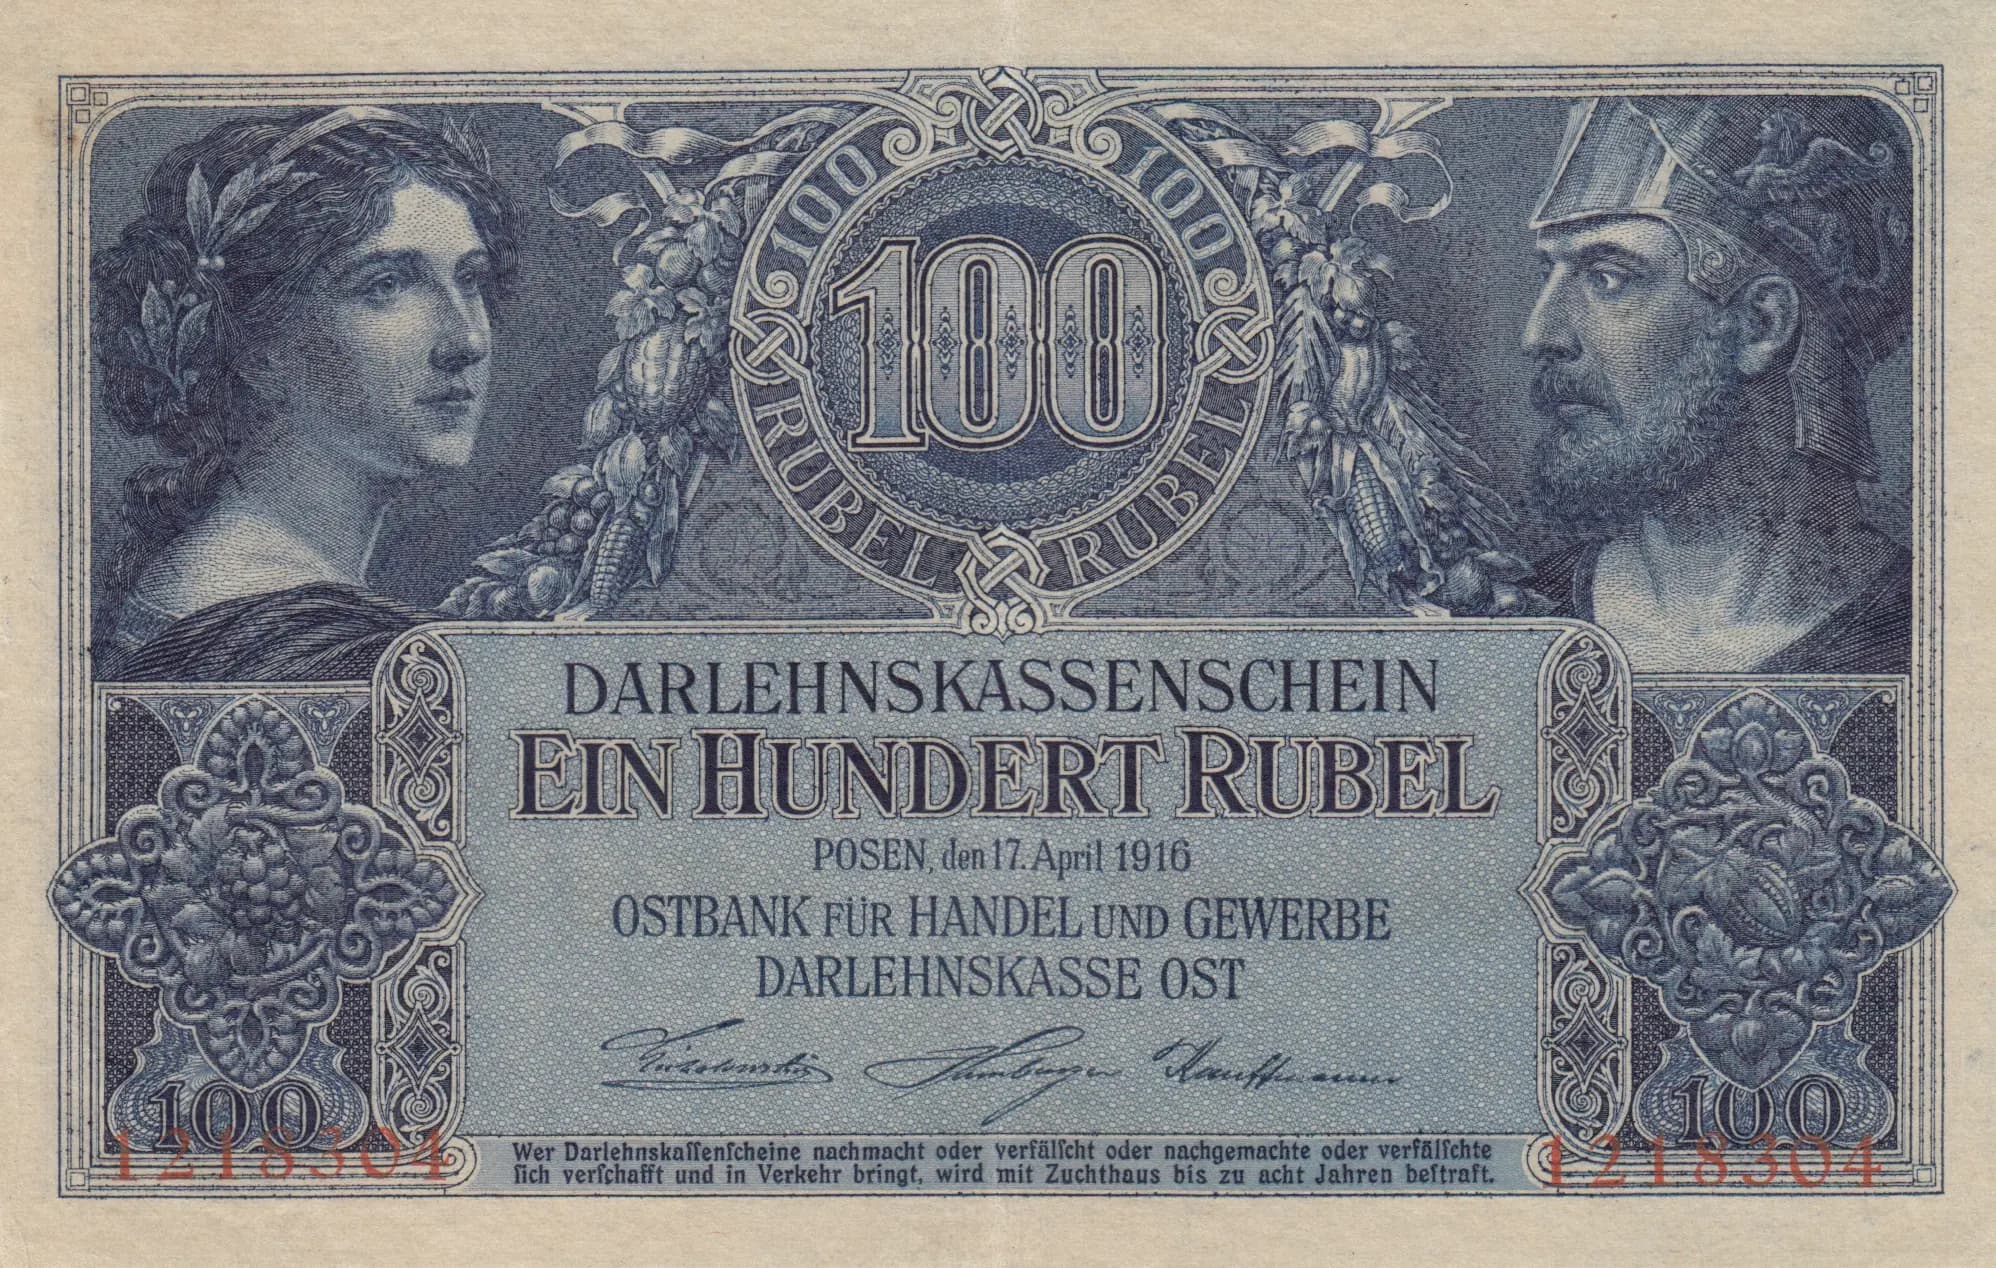 100 100
100
RUBEL RUBEL
DARLEHNSKASSENSCHEIN
EIN HUNDERT RUBEL
POSEN, den 17. April 1916
OSTBANK FÜR HANDEL UND GEWERBE
DARLEHNSKASSE OST
Hamburger Kauffmann
100 100
1218304 1218304
Wer Darlehnskaſſenſcheine nachmacht oder verfälſcht oder nachgemachte oder verfälſchte
ſich verſchafft und in Verkehr bringt, wird mit Zuchthaus bis zu acht Jahren beſtraft.